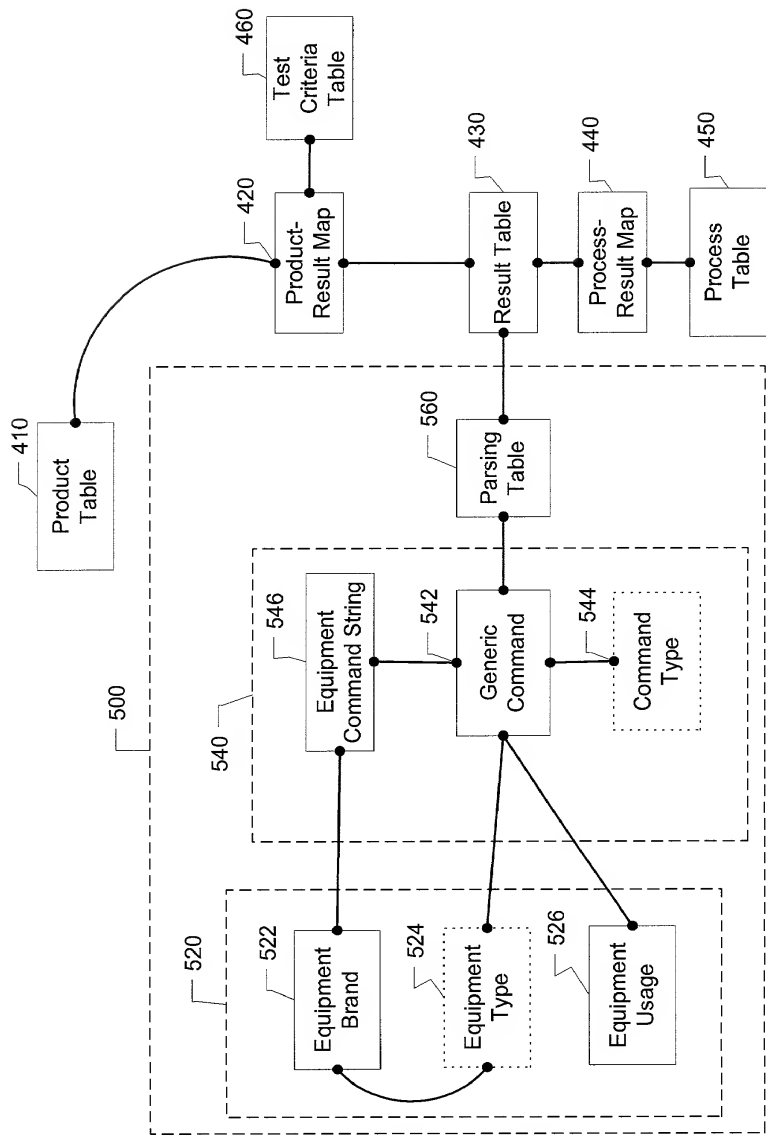 410
Product
Table
420
Product-
Result Map
460
Test
Criteria
Table
430
Result Table
440
Process-
Result Map
450
Process
Table
500
520
522
Equipment
Brand
524
Equipment
Type
526
Equipment
Usage
540
546
Equipment
Command String
542
Generic
Command
544
Command
Type
560
Parsing
Table